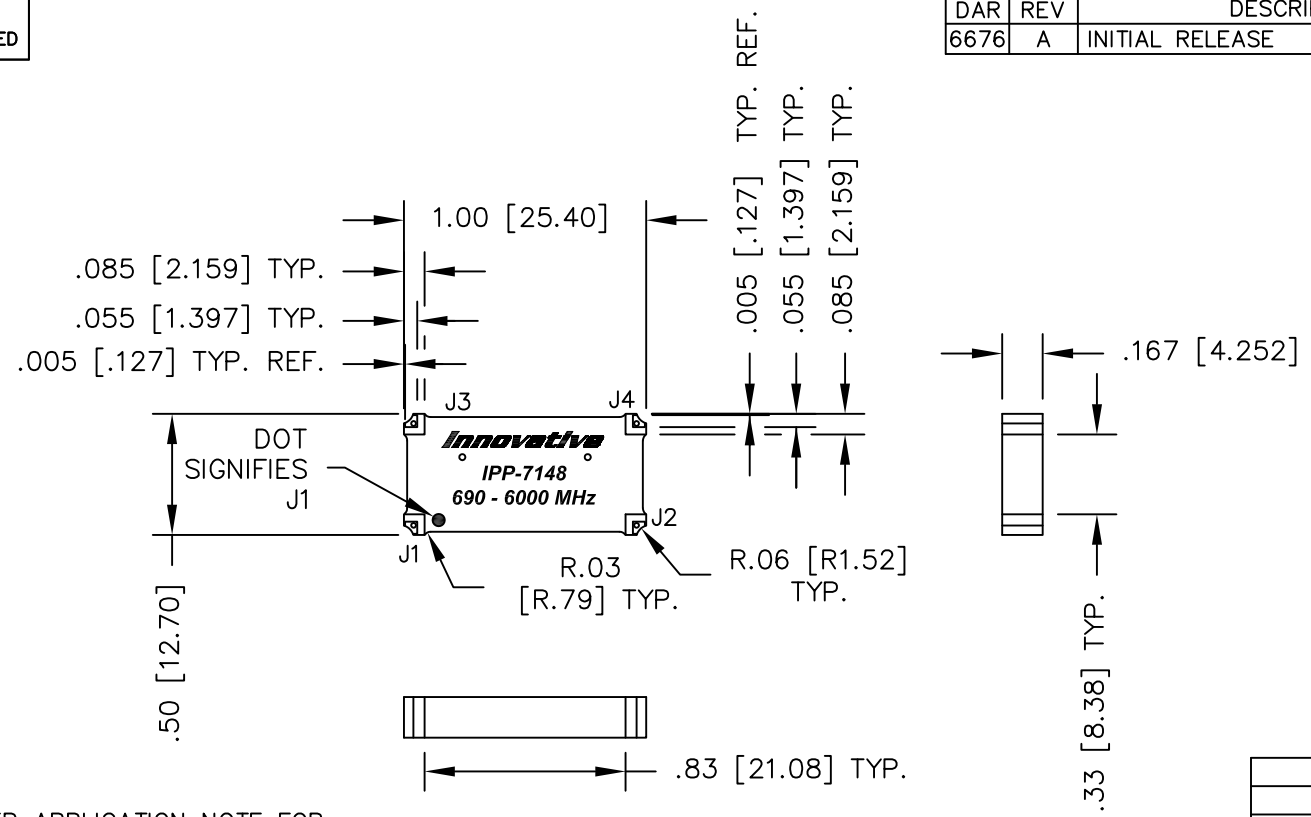 ED
DAR REV DESCRI
6676 A INITIAL RELEASE
.005 [.127] TYP. REF.
.055 [1.397] TYP.
.085 [2.159] TYP.
1.00 [25.40]
.085 [2.159] TYP.
.055 [1.397] TYP.
.005 [.127] TYP. REF.
.167 [4.252]
J3
J4
DOT
SIGNIFIES
J1
innovative
IPP-7148
690 - 6000 MHz
J1
J2
R.03
[R.79] TYP.
R.06 [R1.52]
TYP.
.50 [12.70]
.33 [8.38] TYP.
.83 [21.08] TYP.
APPLICATION NOTE FOR